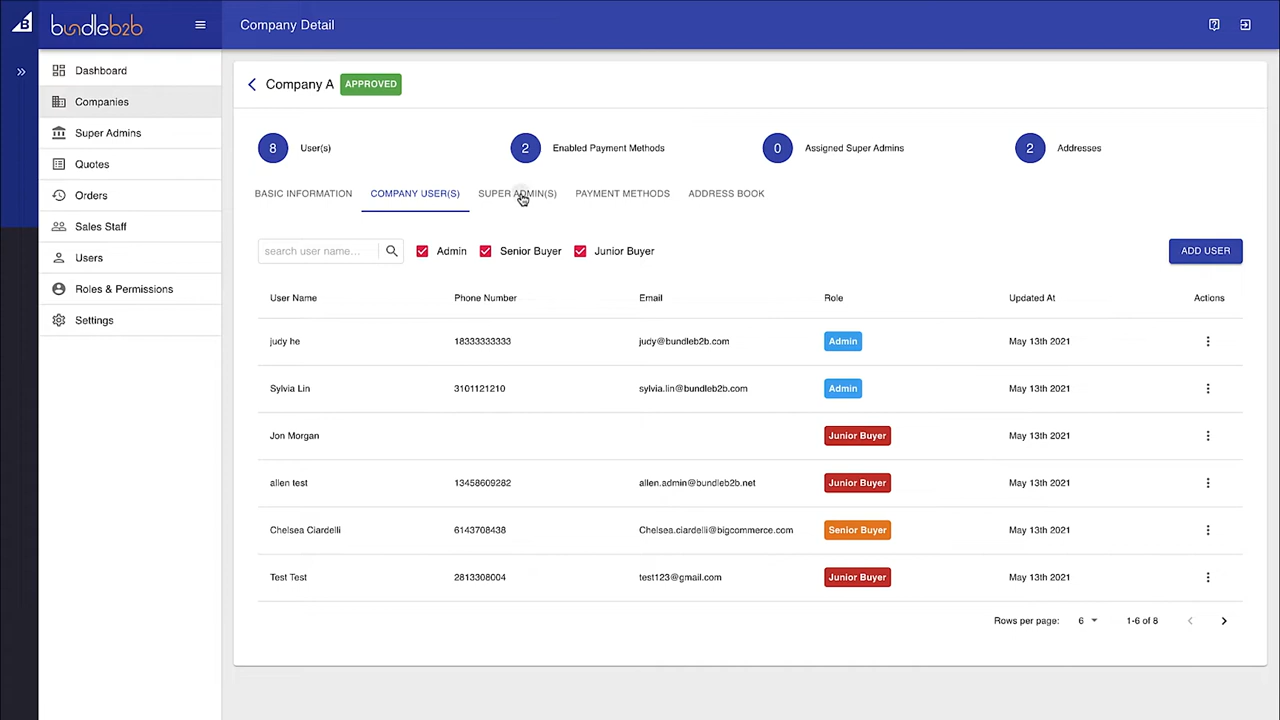 bundleb2b
Company Detail
Dashboard
Companies
Super Admins
Quotes
Orders
Sales Staff
Users
Roles & Permissions
Settings
Company A APPROVED
8 User(s)
2 Enabled Payment Methods
0 Assigned Super Admins
2 Addresses
BASIC INFORMATION COMPANY USER(S) SUPER ADMIN(S) PAYMENT METHODS ADDRESS BOOK
search user name... Admin Senior Buyer Junior Buyer ADD USER
User Name Phone Number Email Role Updated At Actions
judy he 18333333333 judy@bundleb2b.com Admin May 13th 2021
Sylvia Lin 3101121210 sylvia.lin@bundleb2b.com Admin May 13th 2021
Jon Morgan Junior Buyer May 13th 2021
allen test 13458609282 allen.admin@bundleb2b.net Junior Buyer May 13th 2021
Chelsea Ciardelli 6143708438 Chelsea.ciardelli@bigcommerce.com Senior Buyer May 13th 2021
Test Test 2813308004 test123@gmail.com Junior Buyer May 13th 2021
Rows per page: 6 1-6 of 8